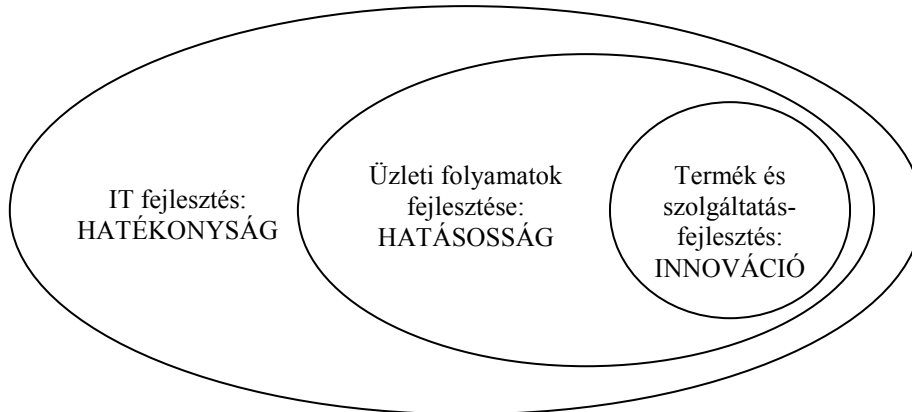 IT fejlesztés:
HATÉKONYSÁG
Üzleti folyamatok
fejlesztése:
HATÁSOSSÁG
Termék és
szolgáltatás-
fejlesztés:
INNOVÁCIÓ